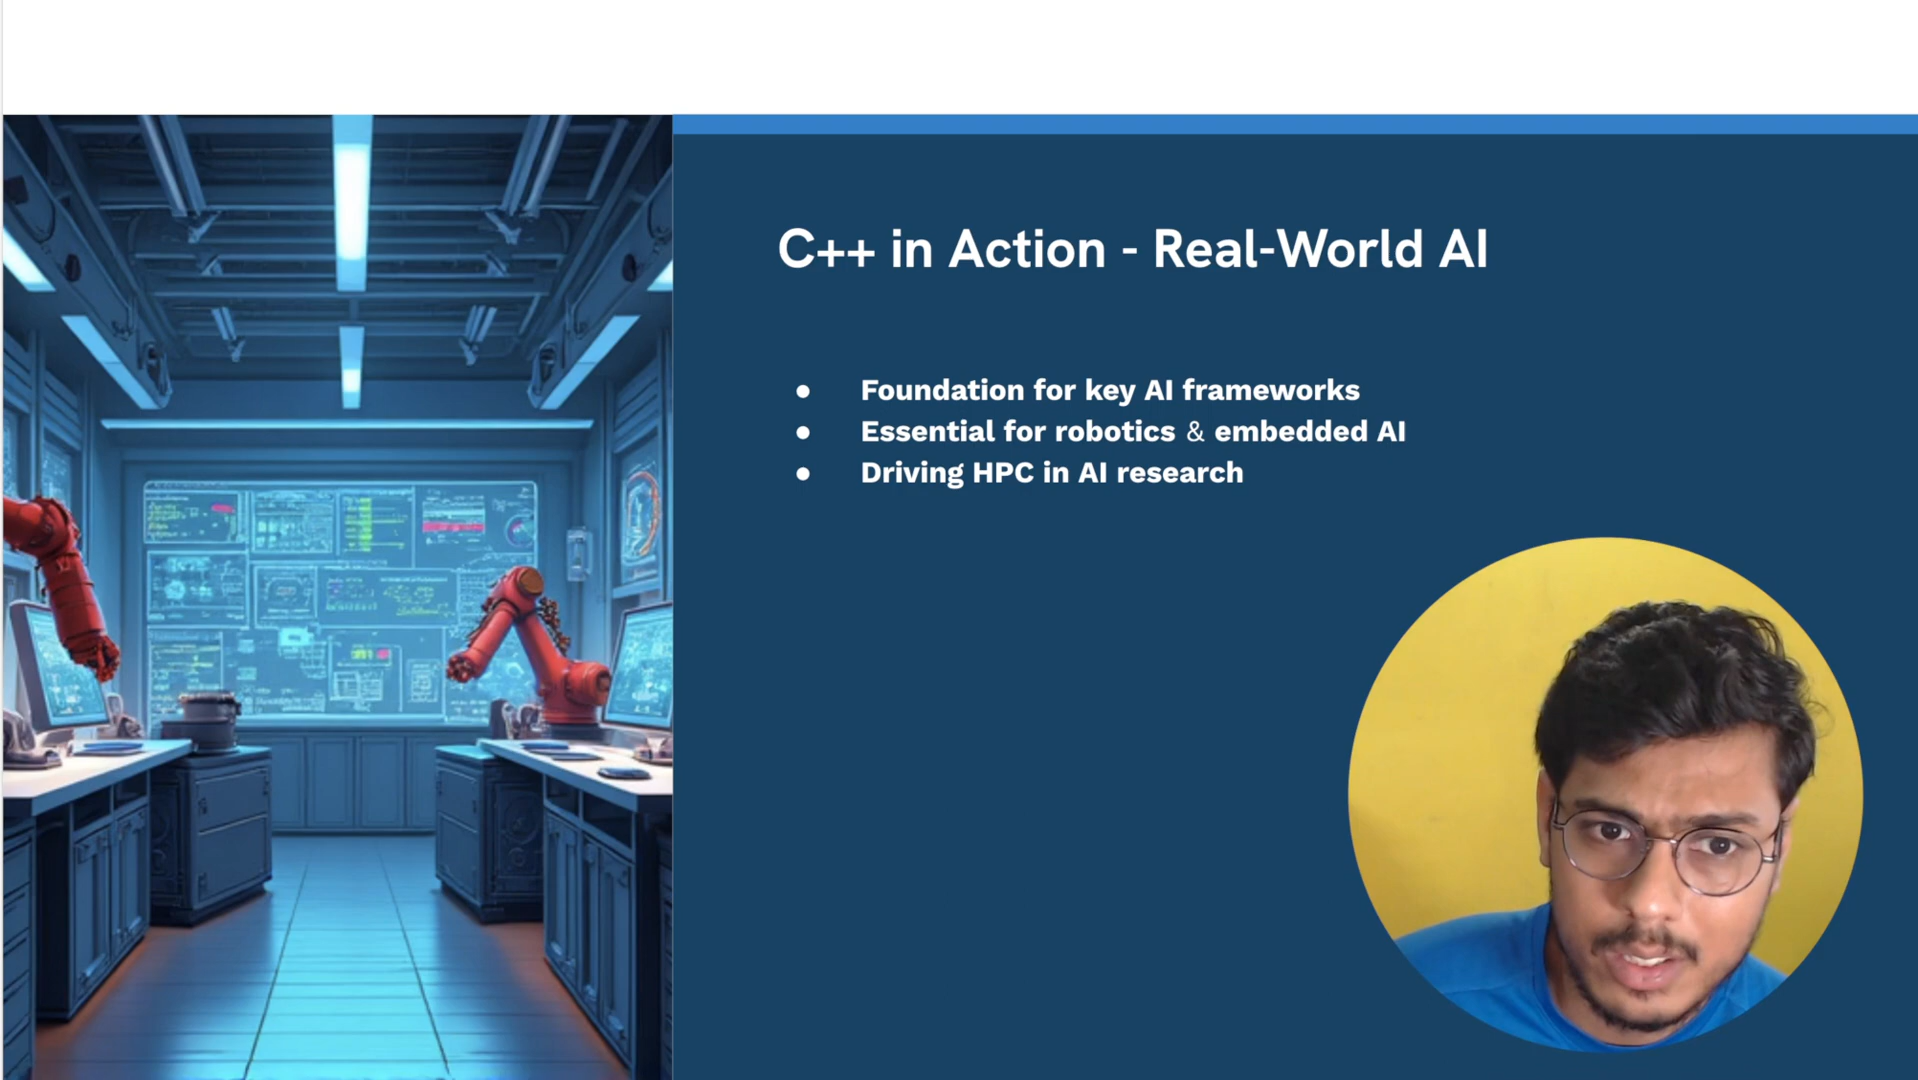 C++ in Action - Real-World AI
● Foundation for key AI frameworks
● Essential for robotics & embedded AI
● Driving HPC in AI research